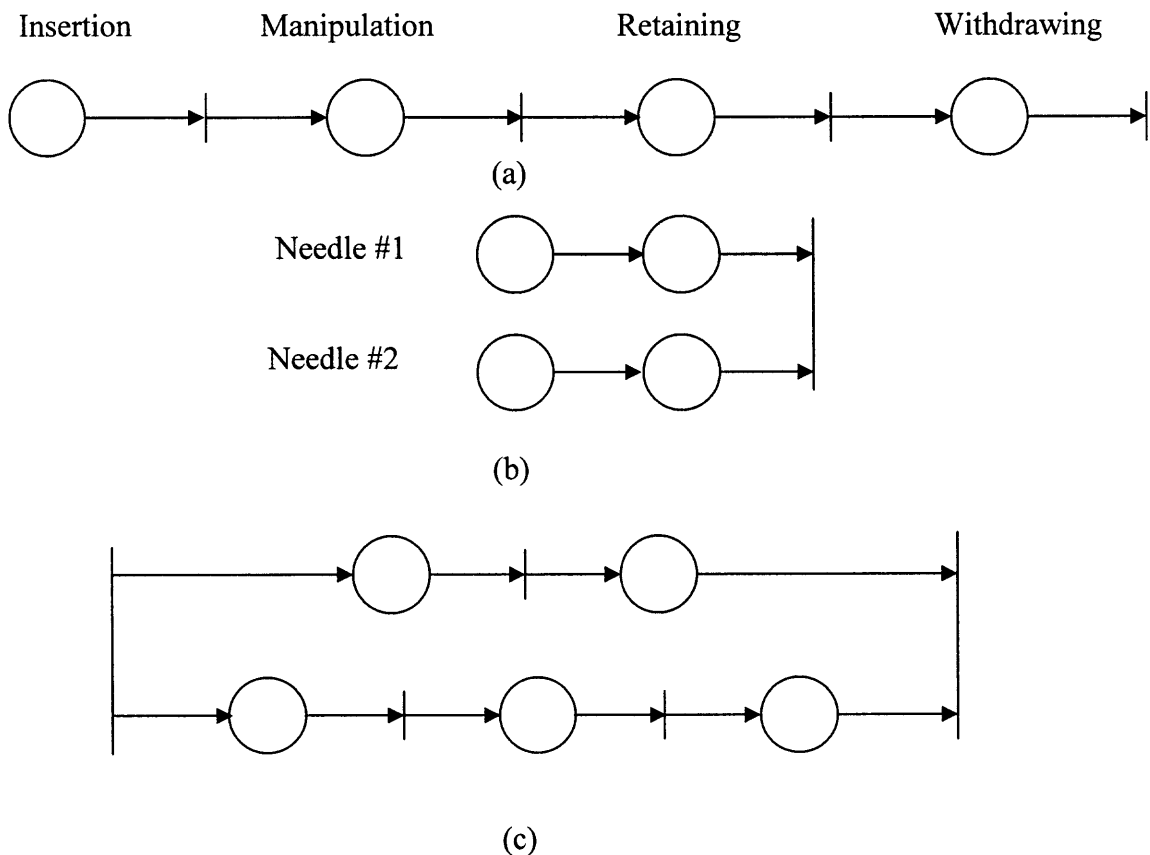 Insertion Manipulation Retaining Withdrawing
(a)
Needle #1
Needle #2
(b)
(c)